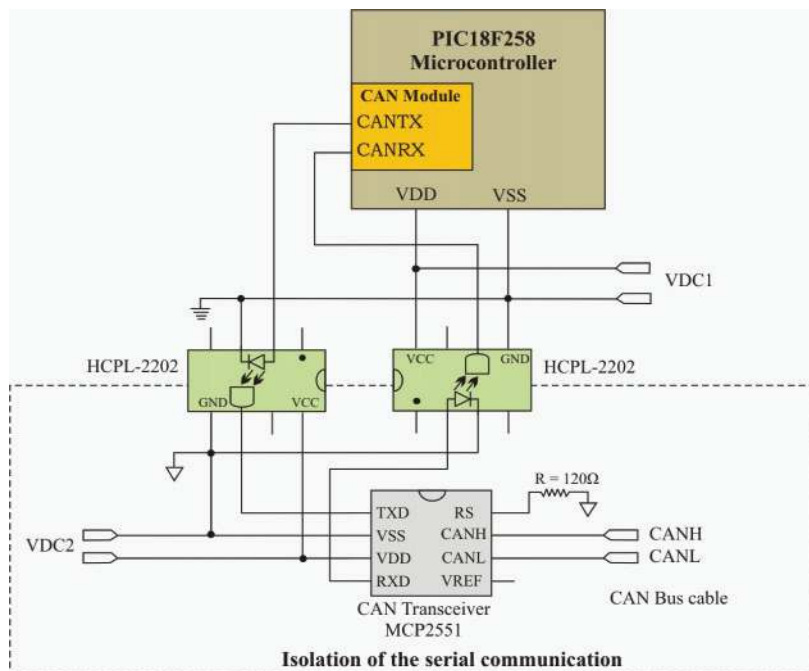 PIC18F258
Microcontroller
CAN Module
CANTX
CANRX
VDD
VSS
VDC1
HCPL-2202
VCC
GND
HCPL-2202
GND
VCC
R = 120Ω
TXD
RS
VSS
CANH
CANH
VDC2
VDD
CANL
CANL
RXD
VREF
CAN Bus cable
CAN Transceiver
MCP2551
Isolation of the serial communication